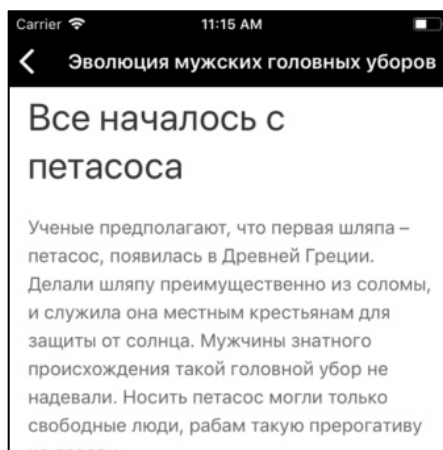 Carrier 11:15 AM
Эволюция мужских головных уборов
Все началось с
петасоса
Ученые предполагают, что первая шляпа –
петасос, появилась в Древней Греции.
Делали шляпу преимущественно из соломы,
и служила она местным крестьянам для
защиты от солнца. Мужчины знатного
происхождения такой головной убор не
надевали. Носить петасос могли только
свободные люди, рабам такую прерогативу